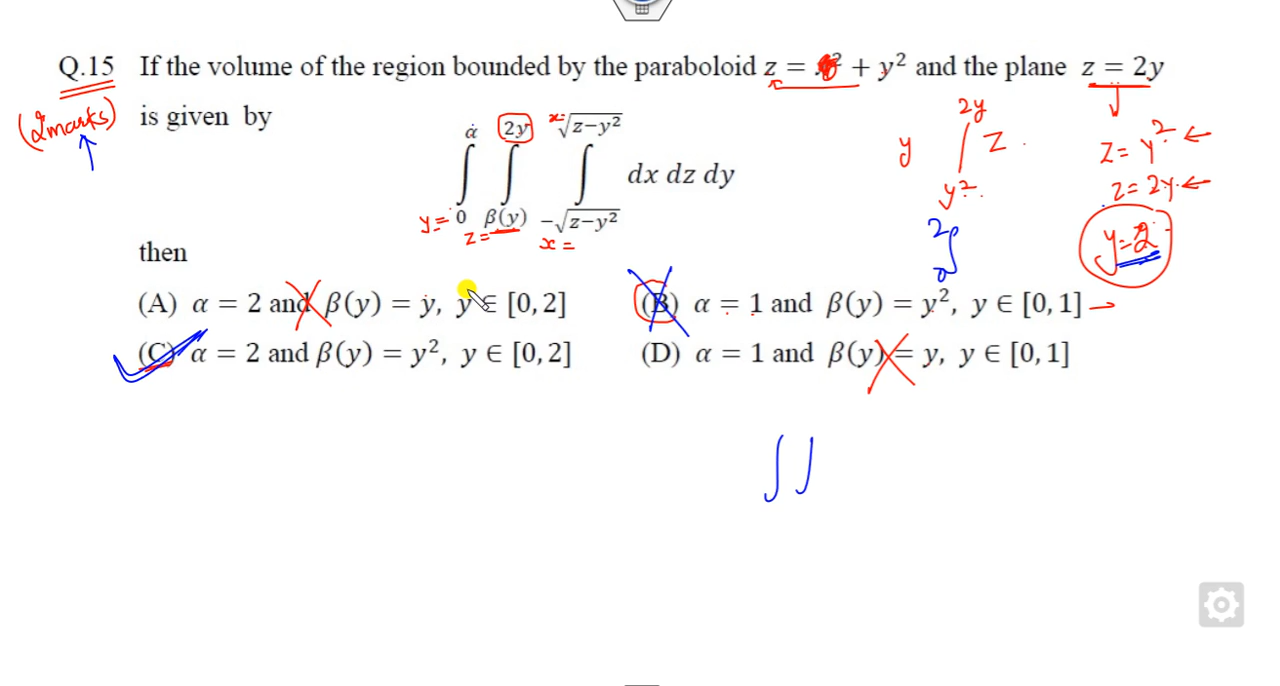 Q.15 If the volume of the region bounded by the paraboloid z = x² + y² and the plane z = 2y
(2marks) is given by
∫₀^α ∫_{β(y)}^{2y} ∫_{-√(z-y²)}^{√(z-y²)} dx dz dy
y= z= x= x=
y 2y z y²
z = y²
z = 2y
y=2
2 0
then
(A) α = 2 and β(y) = y, y ∈ [0, 2] (B) α = 1 and β(y) = y², y ∈ [0, 1]
(C) α = 2 and β(y) = y², y ∈ [0, 2] (D) α = 1 and β(y) = y, y ∈ [0, 1]
∫∫